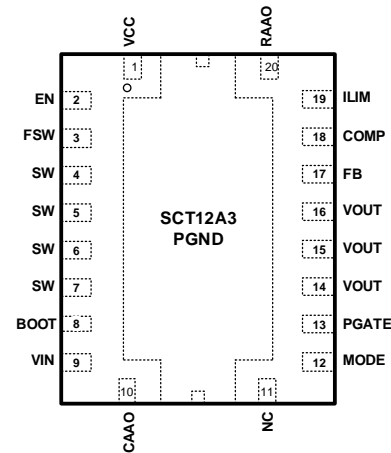 VCC
RAAO
1
20
EN 2
19 ILIM
FSW 3
18 COMP
SW 4
17 FB
SW 5
16 VOUT
SW 6
15 VOUT
SW 7
14 VOUT
BOOT 8
13 PGATE
VIN 9
12 MODE
SCT12A3
PGND
10
11
CAAO
NC